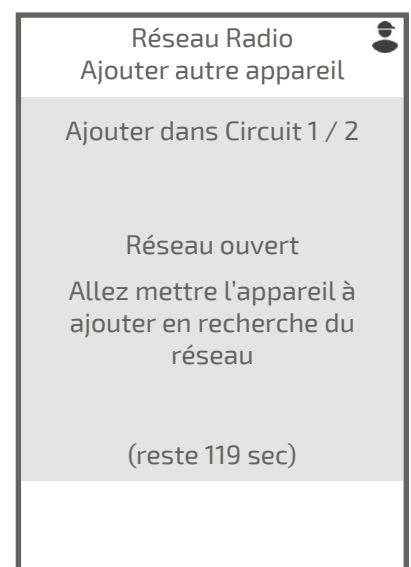 Réseau Radio
Ajouter autre appareil
Ajouter dans Circuit 1 / 2
Réseau ouvert
Allez mettre l’appareil à
ajouter en recherche du
réseau
(reste 119 sec)